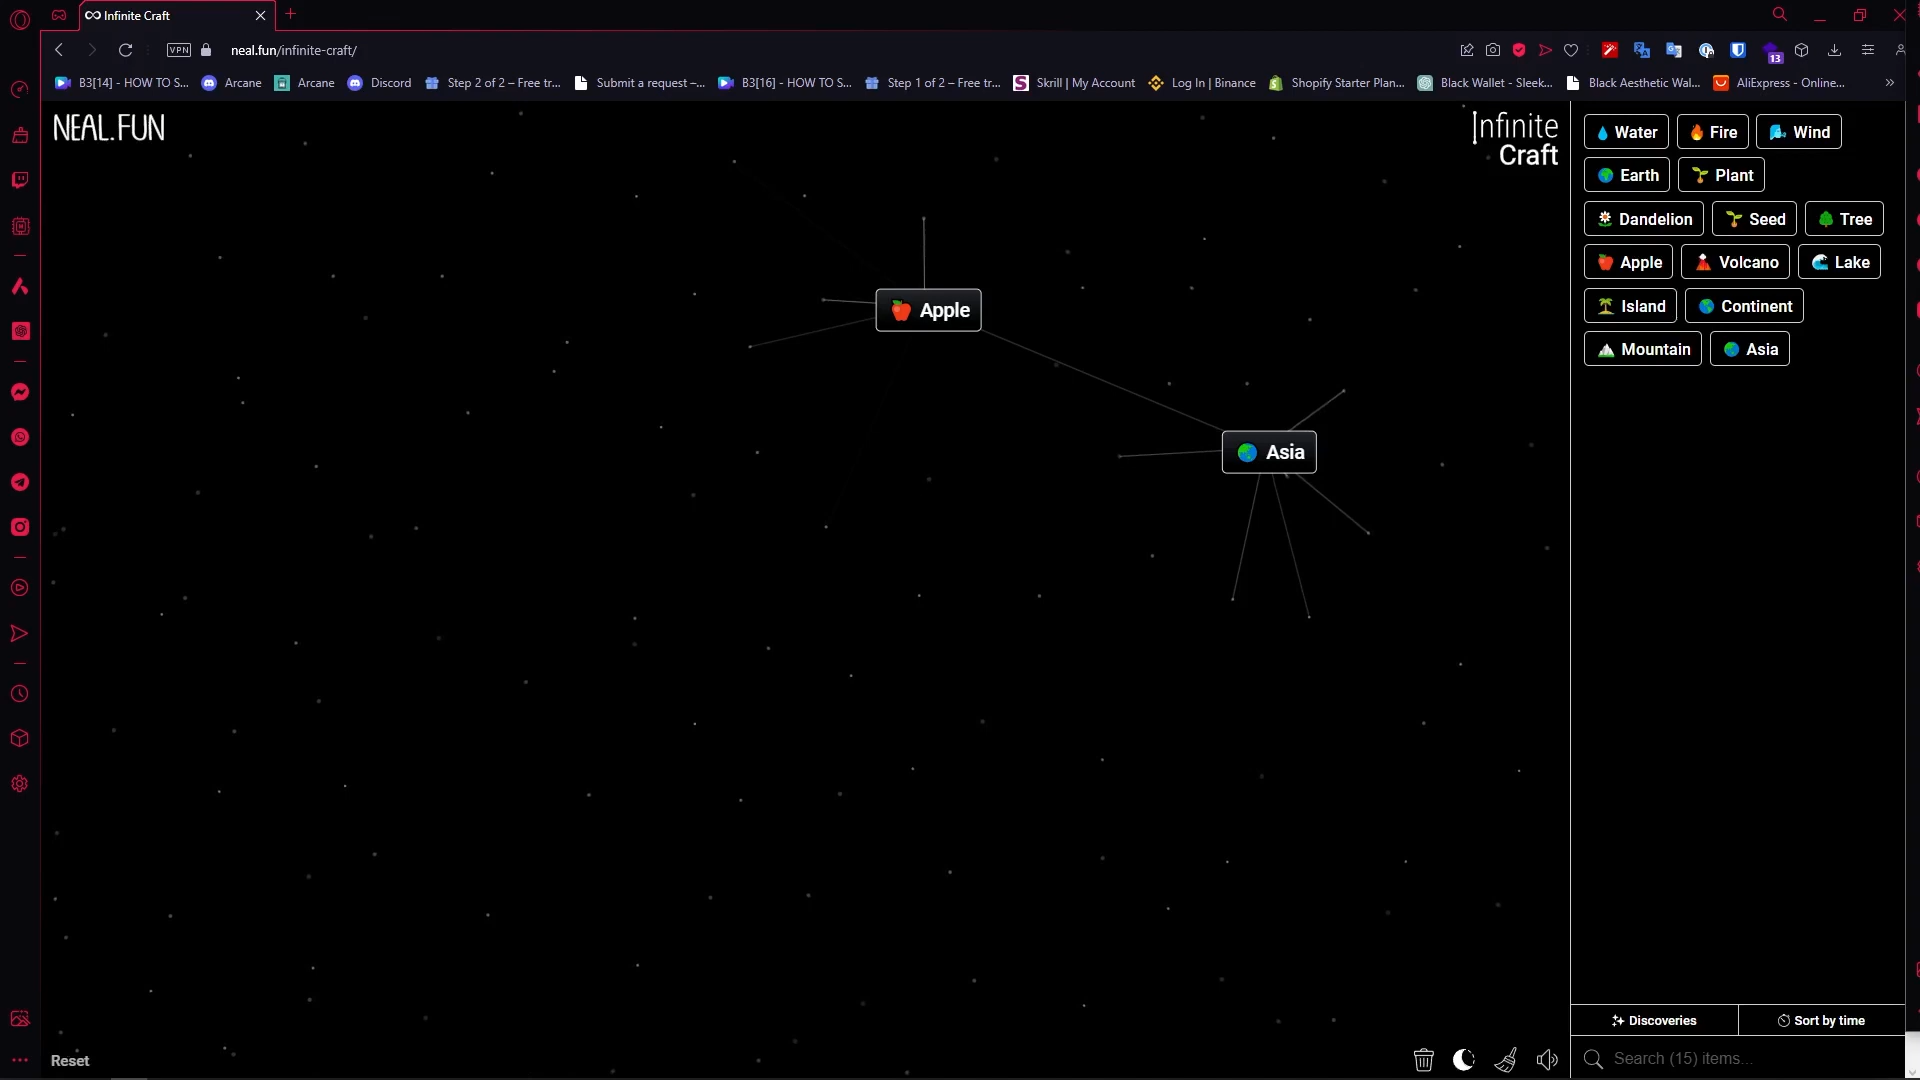 Infinite Craft
VPN
neal.fun/infinite-craft/
13
B3[14] - HOW TO S...
Arcane
Arcane
Discord
Step 2 of 2 – Free tr...
Submit a request –...
B3[16] - HOW TO S...
Step 1 of 2 – Free tr...
Skrill | My Account
Log In | Binance
Shopify Starter Plan...
Black Wallet - Sleek...
Black Aesthetic Wal...
AliExpress - Online...
NEAL.FUN
Infinite
Craft
Apple
Asia
Water
Fire
Wind
Earth
Plant
Dandelion
Seed
Tree
Apple
Volcano
Lake
Island
Continent
Mountain
Asia
Discoveries
Sort by time
Search (15) items...
Reset